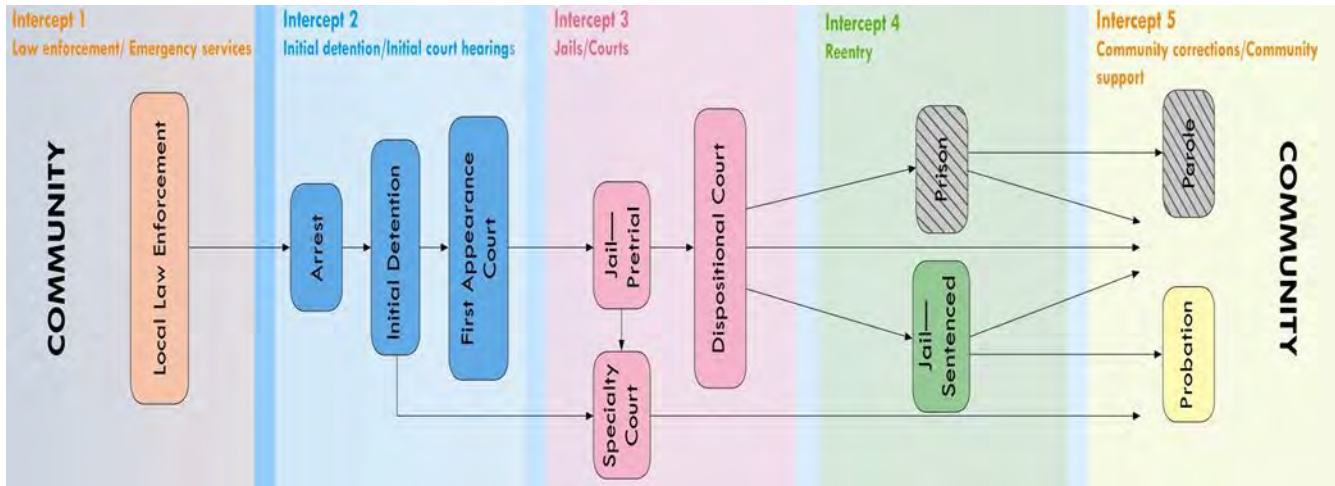 Intercept 1
Law enforcement/ Emergency services
Intercept 2
Initial detention/Initial court hearings
Intercept 3
Jails/Courts
Intercept 4
Reentry
Intercept 5
Community corrections/Community
support
COMMUNITY
Local Law Enforcement
Arrest
Initial Detention
First Appearance
Court
Jail—
Pretrial
Specialty
Court
Dispositional Court
Prison
Jail—
Sentenced
Parole
Probation
COMMUNITY